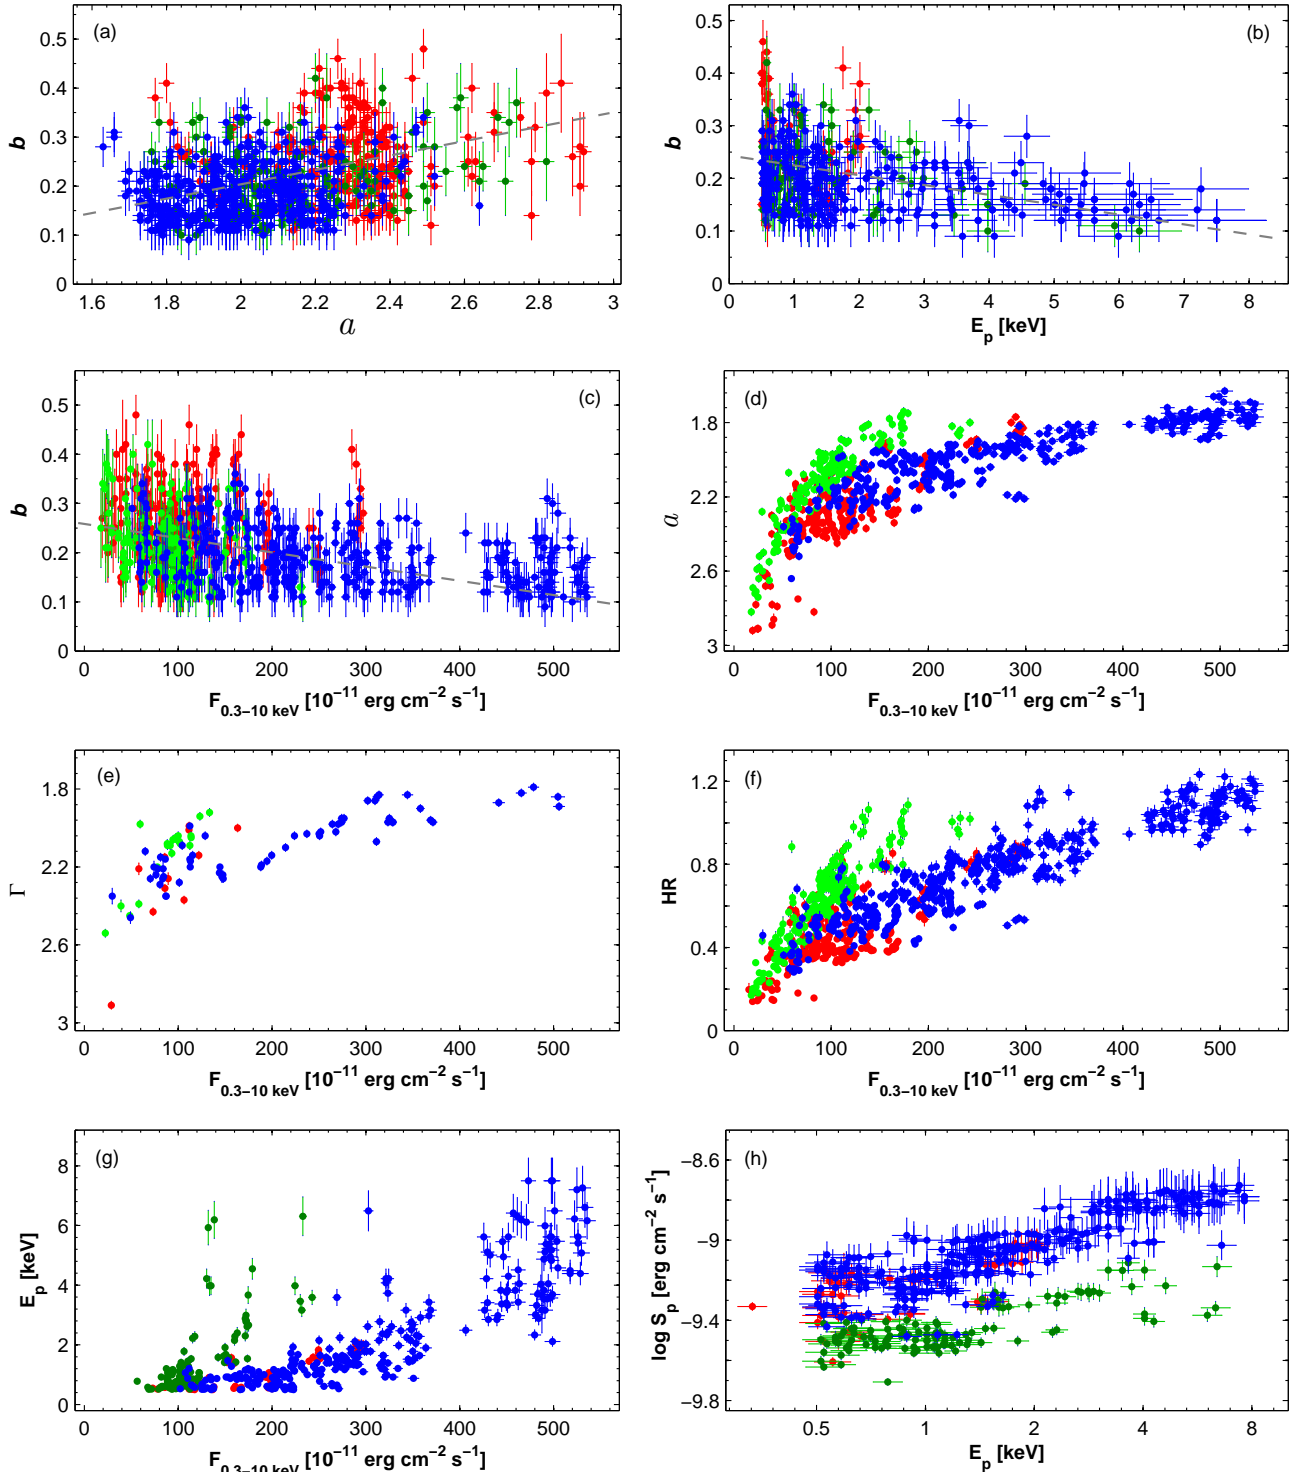 (a)
0.5
0.4
0.3
0.2
0.1
0
b
1.6 1.8 2 2.2 2.4 2.6 2.8 3
a
(b)
0.5
0.4
0.3
0.2
0.1
0
b
0 1 2 3 4 5 6 7 8
E_p [keV]
(c)
0.5
0.4
0.3
0.2
0.1
0
b
0 100 200 300 400 500
F_0.3−10 keV [10^−11 erg cm^−2 s^−1]
(d)
1.8
2.2
2.6
3
a
0 100 200 300 400 500
F_0.3−10 keV [10^−11 erg cm^−2 s^−1]
(e)
1.8
2.2
2.6
3
Γ
0 100 200 300 400 500
F_0.3−10 keV [10^−11 erg cm^−2 s^−1]
(f)
1.2
0.8
0.4
0
HR
0 100 200 300 400 500
F_0.3−10 keV [10^−11 erg cm^−2 s^−1]
(g)
8
6
4
2
0
E_p [keV]
0 100 200 300 400 500
F_0.3−10 keV [10^−11 erg cm^−2 s^−1]
(h)
−8.6
−9
−9.4
−9.8
log S_p [erg cm^−2 s^−1]
0.5 1 2 4 8
E_p [keV]